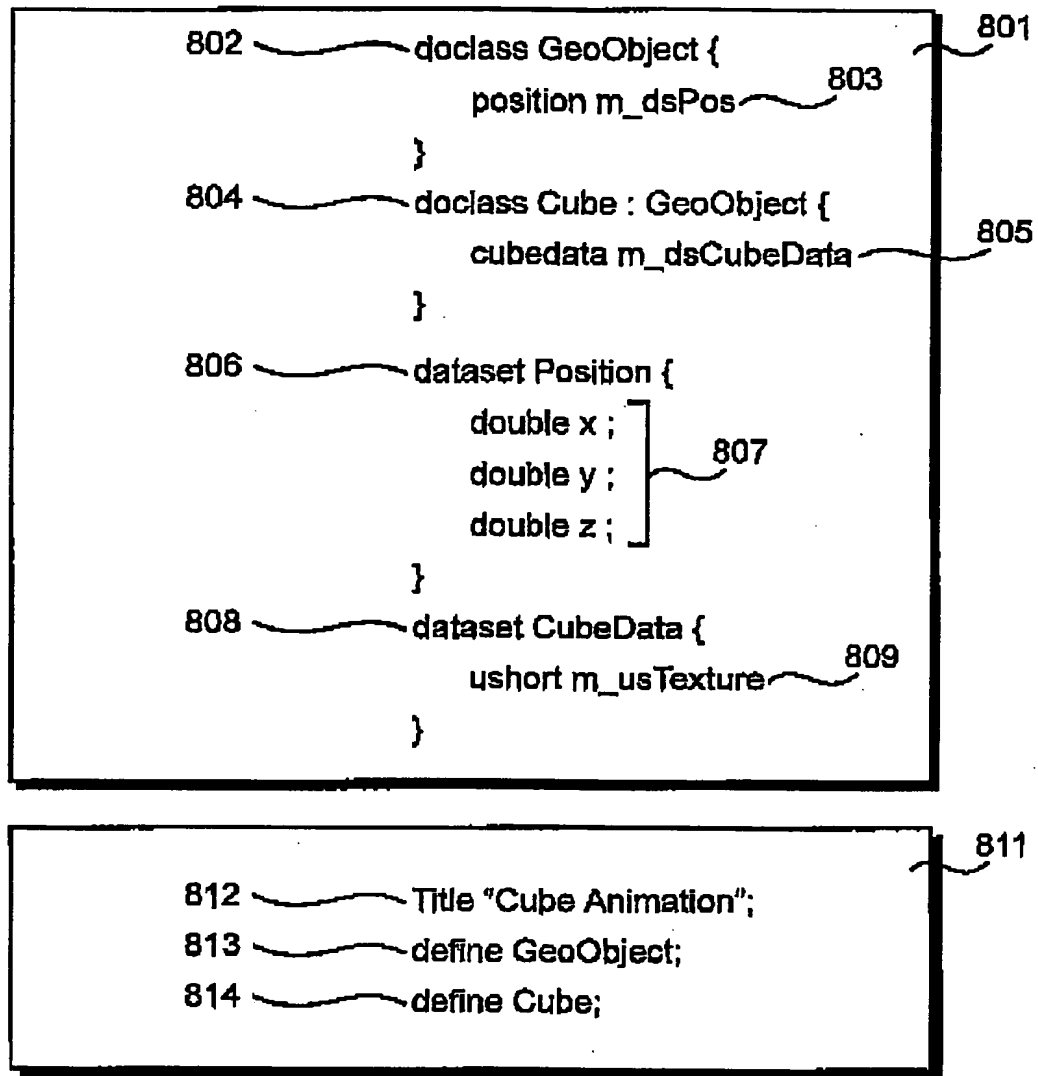 801
802 doclass GeoObject {
position m_dsPos 803
}
804 doclass Cube : GeoObject {
cubedata m_dsCubeData 805
}
806 dataset Position {
double x ;
double y ; 807
double z ;
}
808 dataset CubeData {
ushort m_usTexture 809
}
811
812 Title "Cube Animation";
813 define GeoObject;
814 define Cube;